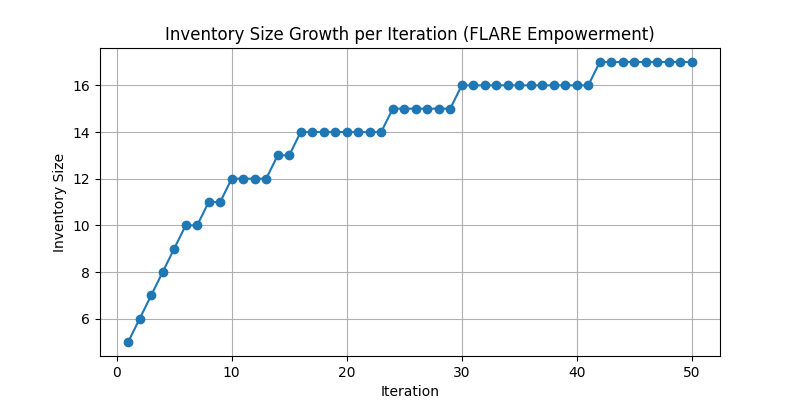 Inventory Size Growth per Iteration (FLARE Empowerment)
Inventory Size
16
14
12
10
8
6
0 10 20 30 40 50
Iteration